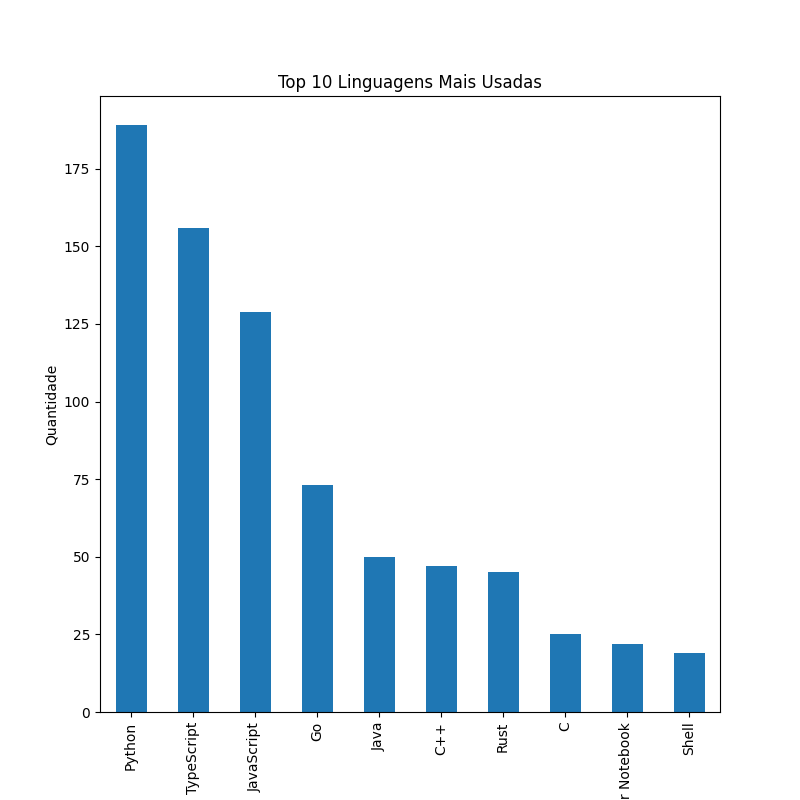 Top 10 Linguagens Mais Usadas
Quantidade
175
150
125
100
75
50
25
0
Python
TypeScript
JavaScript
Go
Java
C++
Rust
C
r Notebook
Shell